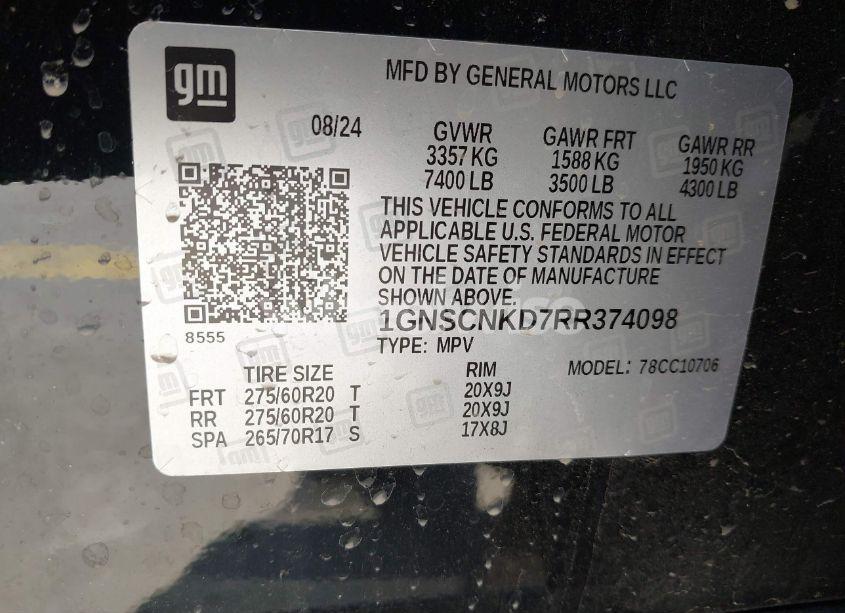 gm
MFD BY GENERAL MOTORS LLC
08/24
GVWR GAWR FRT GAWR RR
3357 KG 1588 KG 1950 KG
7400 LB 3500 LB 4300 LB
THIS VEHICLE CONFORMS TO ALL
APPLICABLE U.S. FEDERAL MOTOR
VEHICLE SAFETY STANDARDS IN EFFECT
ON THE DATE OF MANUFACTURE
SHOWN ABOVE.
1GNSCNKD7RR374098
8555
TYPE: MPV
MODEL: 78CC10706
TIRE SIZE RIM
FRT 275/60R20 T 20X9J
RR 275/60R20 T 20X9J
SPA 265/70R17 S 17X8J